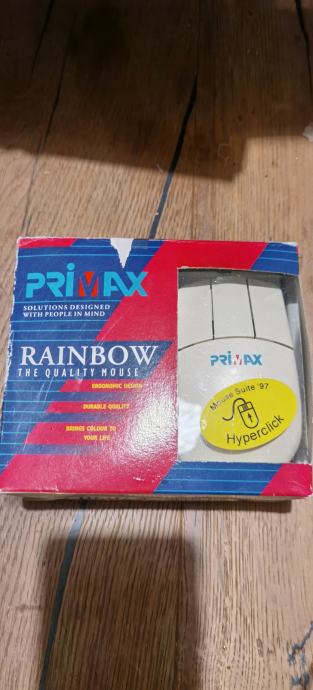 PRIMAX
SOLUTIONS DESIGNED
WITH PEOPLE IN MIND
RAINBOW
THE QUALITY MOUSE
ERGONOMIC DESIGN
DURABLE QUALITY
BRINGS COLOUR TO
YOUR LIFE
PRIMAX
Mouse Suite '97
Hyperclick